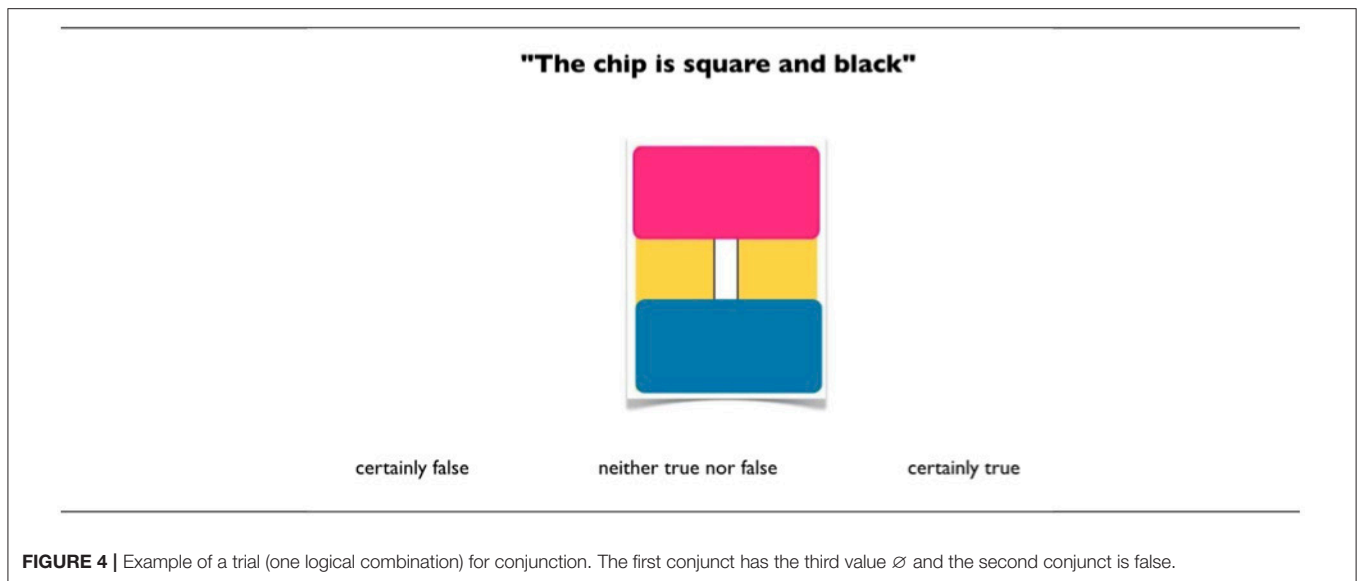 "The chip is square and black"
certainly false neither true nor false certainly true
FIGURE 4 | Example of a trial (one logical combination) for conjunction. The first conjunct has the third value ∅ and the second conjunct is false.